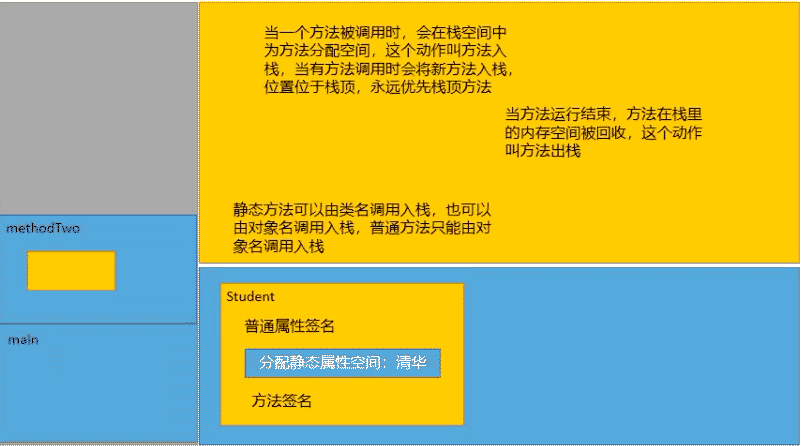 当一个方法被调用时，会在栈空间中
为方法分配空间，这个动作叫方法入
栈，当有方法调用时会将新方法入栈，
位置位于栈顶，永远优先栈顶方法
当方法运行结束，方法在栈里
的内存空间被回收，这个动作
叫方法出栈
静态方法可以由类名调用入栈，也可以
由对象名调用入栈，普通方法只能由对
象名调用入栈
methodTwo
main
Student
普通属性签名
分配静态属性空间：清华
方法签名